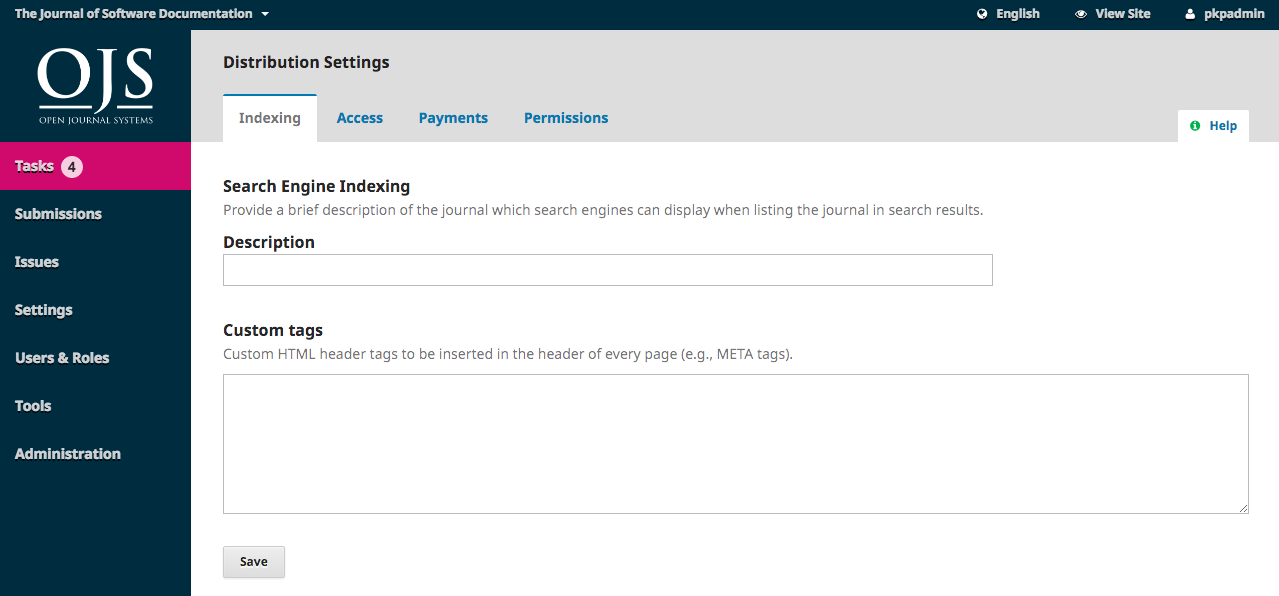 The Journal of Software Documentation
English
View Site
pkpadmin
OJS
OPEN JOURNAL SYSTEMS
Tasks 4
Submissions
Issues
Settings
Users & Roles
Tools
Administration
Distribution Settings
Indexing
Access
Payments
Permissions
Help
Search Engine Indexing
Provide a brief description of the journal which search engines can display when listing the journal in search results.
Description
Custom tags
Custom HTML header tags to be inserted in the header of every page (e.g., META tags).
Save